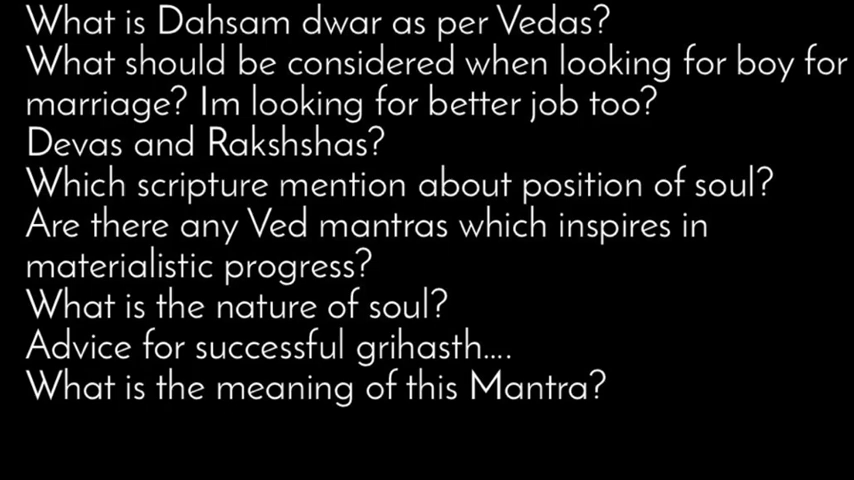 What is Dahsam dwar as per Vedas?
What should be considered when looking for boy for
marriage? Im looking for better job too?
Devas and Rakshshas?
Which scripture mention about position of soul?
Are there any Ved mantras which inspires in
materialistic progress?
What is the nature of soul?
Advice for successful grihasth....
What is the meaning of this Mantra?